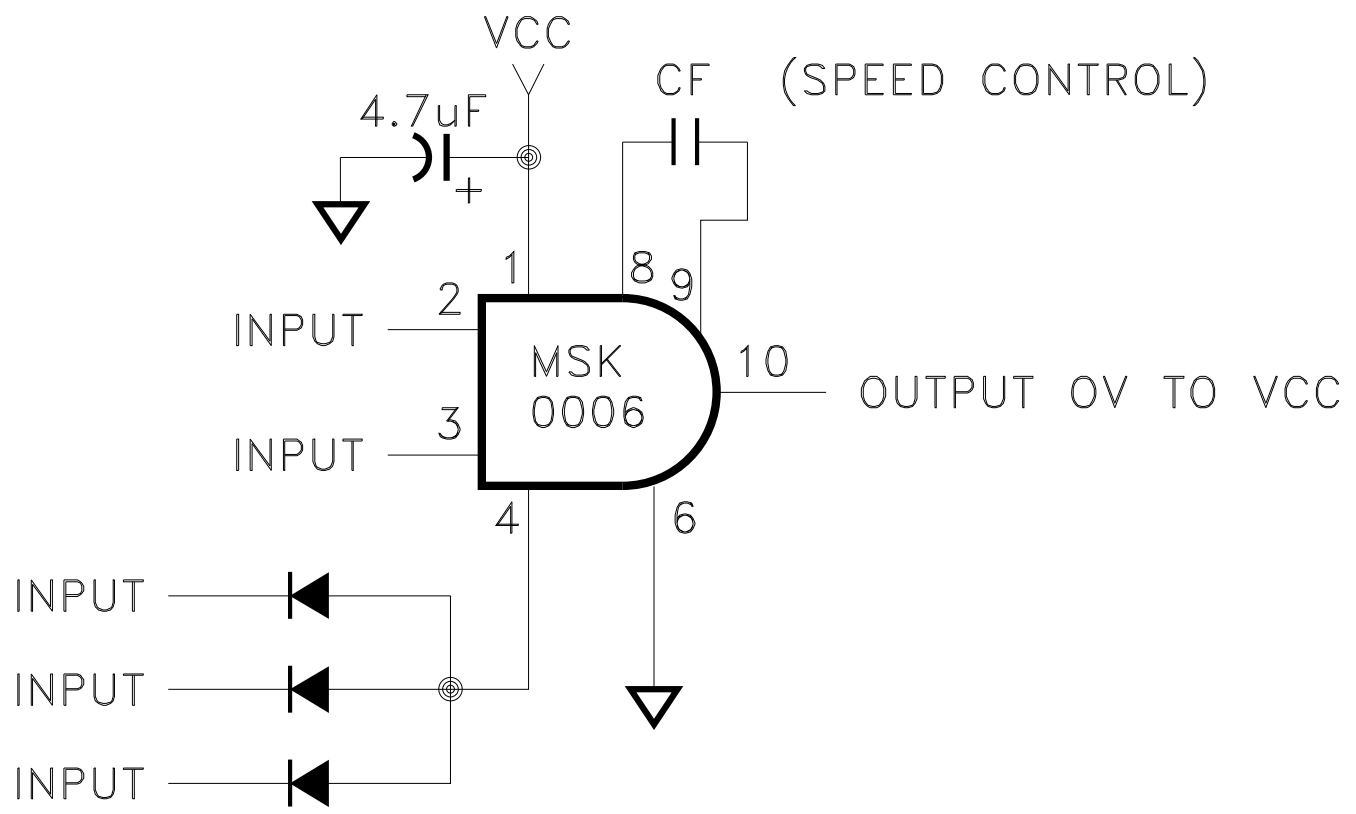 VCC
CF (SPEED CONTROL)
4.7uF
+
1
8
9
2
INPUT
MSK
0006
10
OUTPUT 0V TO VCC
3
INPUT
4
6
INPUT
INPUT
INPUT